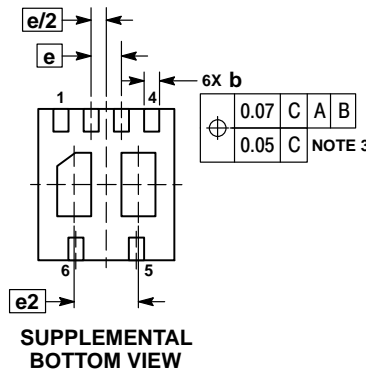 e/2
e
6X b
1
4
0.07 C A B
0.05 C NOTE 3
6
5
e2
SUPPLEMENTAL
BOTTOM VIEW